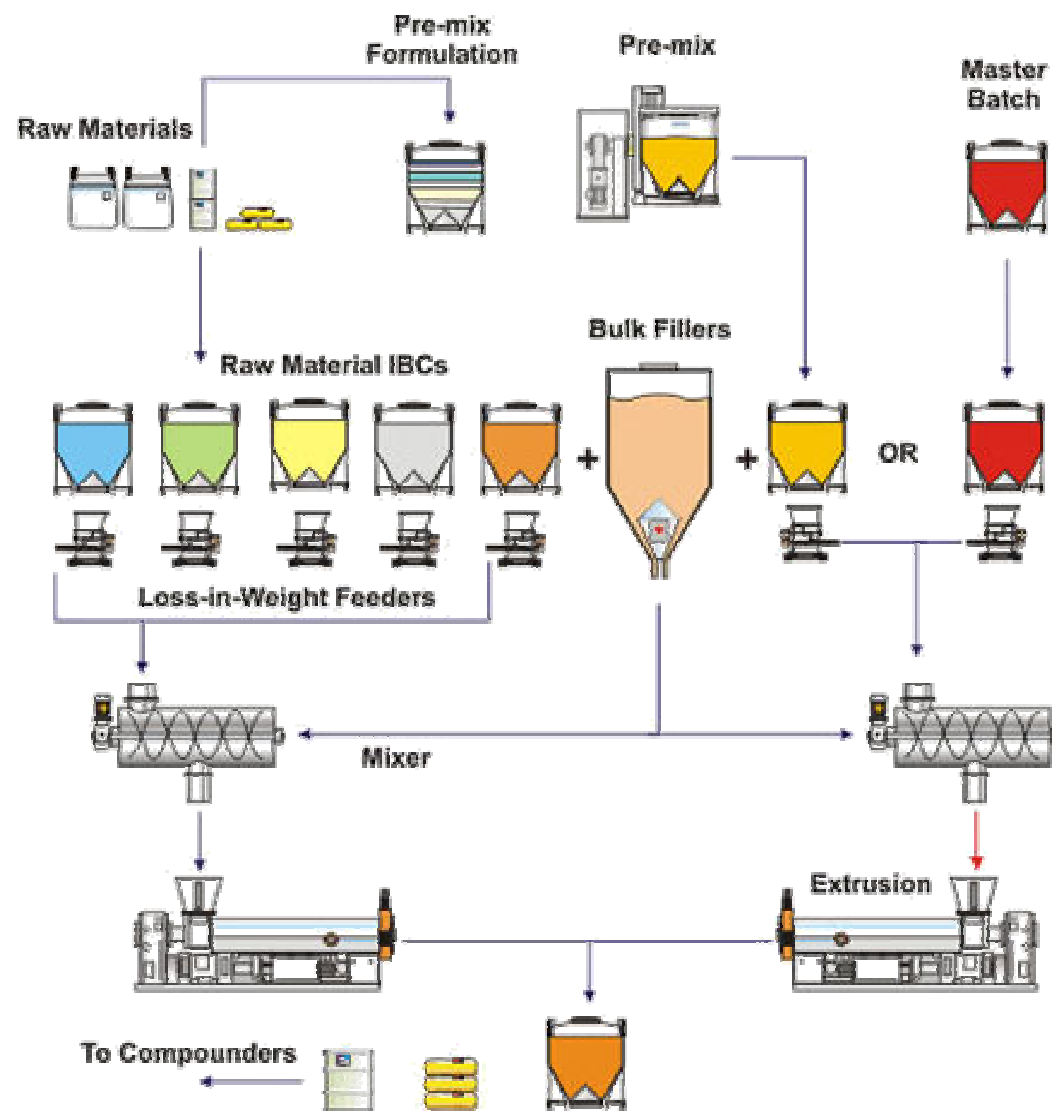 Pre-mix
Formulation
Pre-mix
Master
Batch
Raw Materials
Bulk Fillers
Raw Material IBCs
+
+
OR
Loss-in-Weight Feeders
Mixer
Extrusion
To Compounders